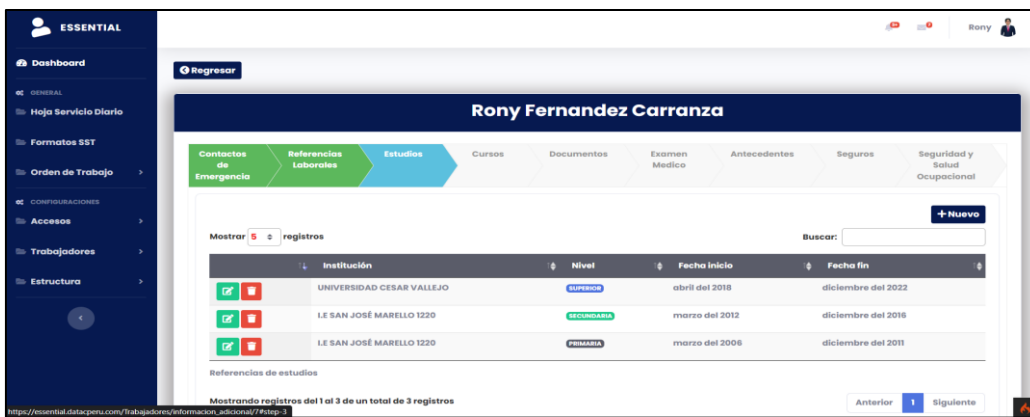 ESSENTIAL
Rony
Dashboard
Regresar
GENERAL
Hoja Servicio Diario
Formatos SST
Orden de Trabajo
CONFIGURACIONES
Accesos
Trabajadores
Estructura
Rony Fernandez Carranza
Contactos de Emergencia
Referencias Laborales
Estudios
Cursos
Documentos
Examen Medico
Antecedentes
Seguros
Seguridad y Salud Ocupacional
+Nuevo
Mostrar 5 registros
Buscar:
Institución Nivel Fecha inicio Fecha fin
UNIVERSIDAD CESAR VALLEJO SUPERIOR abril del 2018 diciembre del 2022
I.E SAN JOSÉ MARELLO 1220 SECUNDARIA marzo del 2012 diciembre del 2016
I.E SAN JOSÉ MARELLO 1220 PRIMARIA marzo del 2006 diciembre del 2011
Referencias de estudios
Mostrando registros del 1 al 3 de un total de 3 registros
Anterior 1 Siguiente
https://essential.datacperu.com/Trabajadores/informacion_adicional/7#step-3